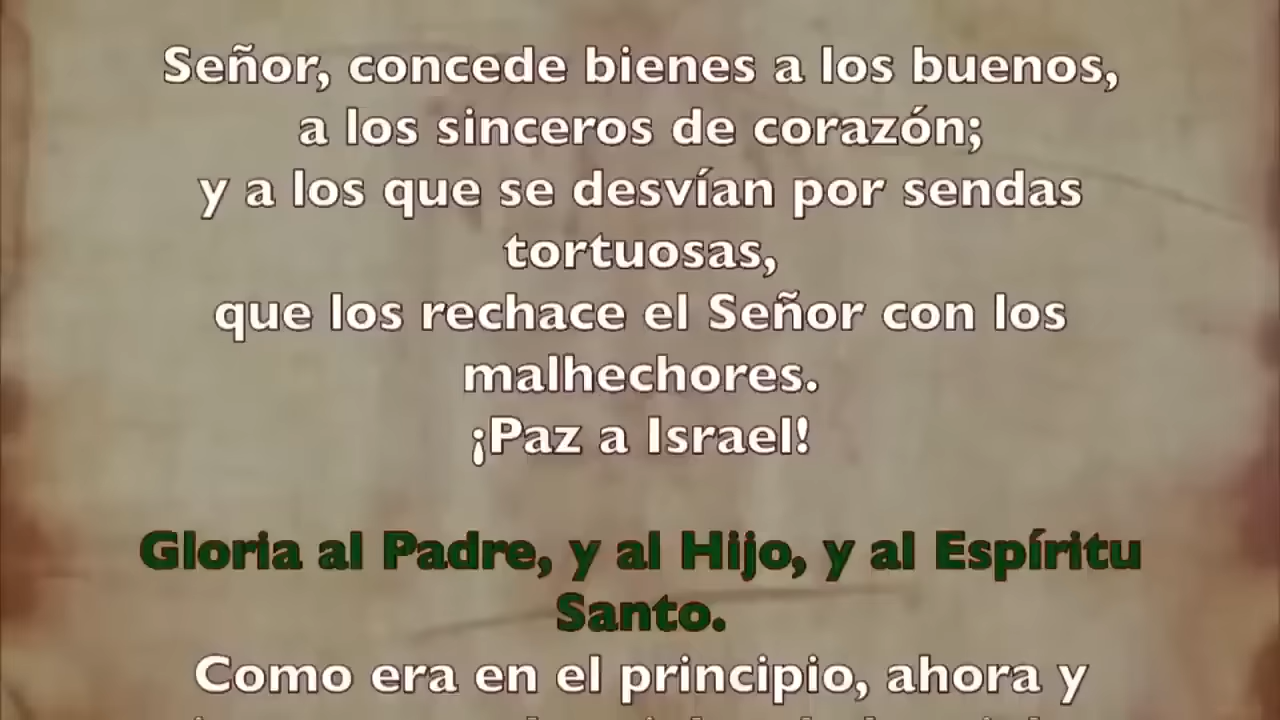 Señor, concede bienes a los buenos,
a los sinceros de corazón;
y a los que se desvían por sendas
tortuosas,
que los rechace el Señor con los
malhechores.
¡Paz a Israel!
Gloria al Padre, y al Hijo, y al Espíritu
Santo.
Como era en el principio, ahora y